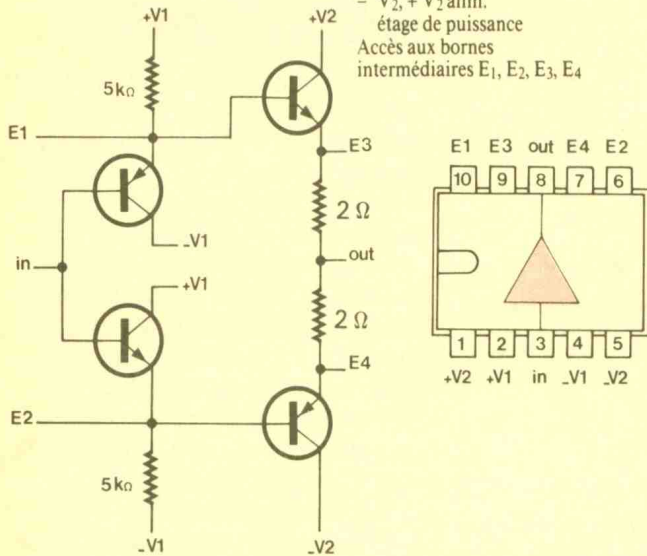 – V2, + V2 alim.
étage de puissance
Accès aux bornes
intermédiaires E1, E2, E3, E4
+V1
+V2
5kΩ
E1
E3
2 Ω
-V1
in
out
+V1
2 Ω
E4
E2
5kΩ
-V1
-V2
E1 E3 out E4 E2
10 9 8 7 6
1 2 3 4 5
+V2 +V1 in -V1 -V2